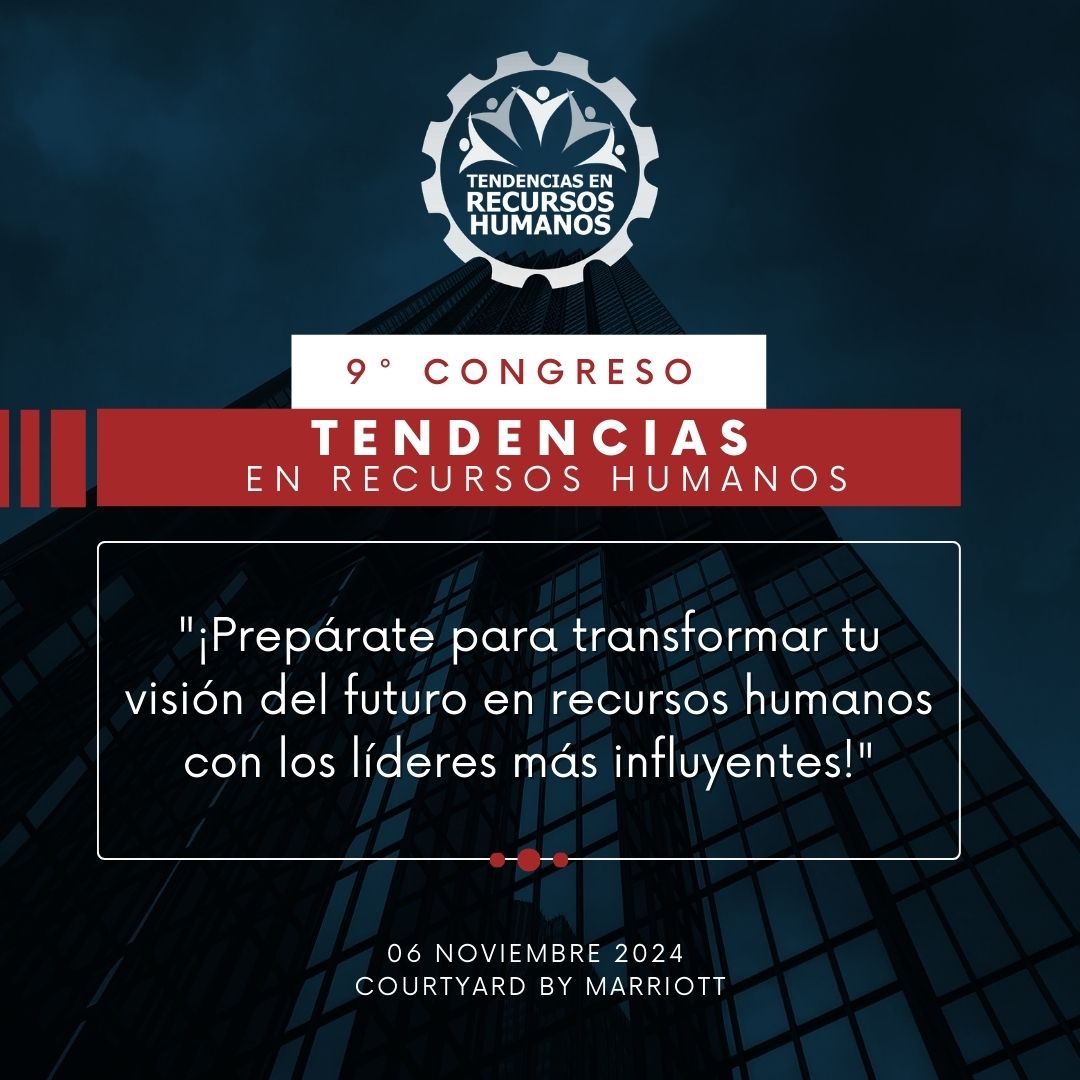 TENDENCIAS EN
RECURSOS
HUMANOS
9° CONGRESO
TENDENCIAS
EN RECURSOS HUMANOS
"¡Prepárate para transformar tu
visión del futuro en recursos humanos
con los líderes más influyentes!"
06 NOVIEMBRE 2024
COURTYARD BY MARRIOTT